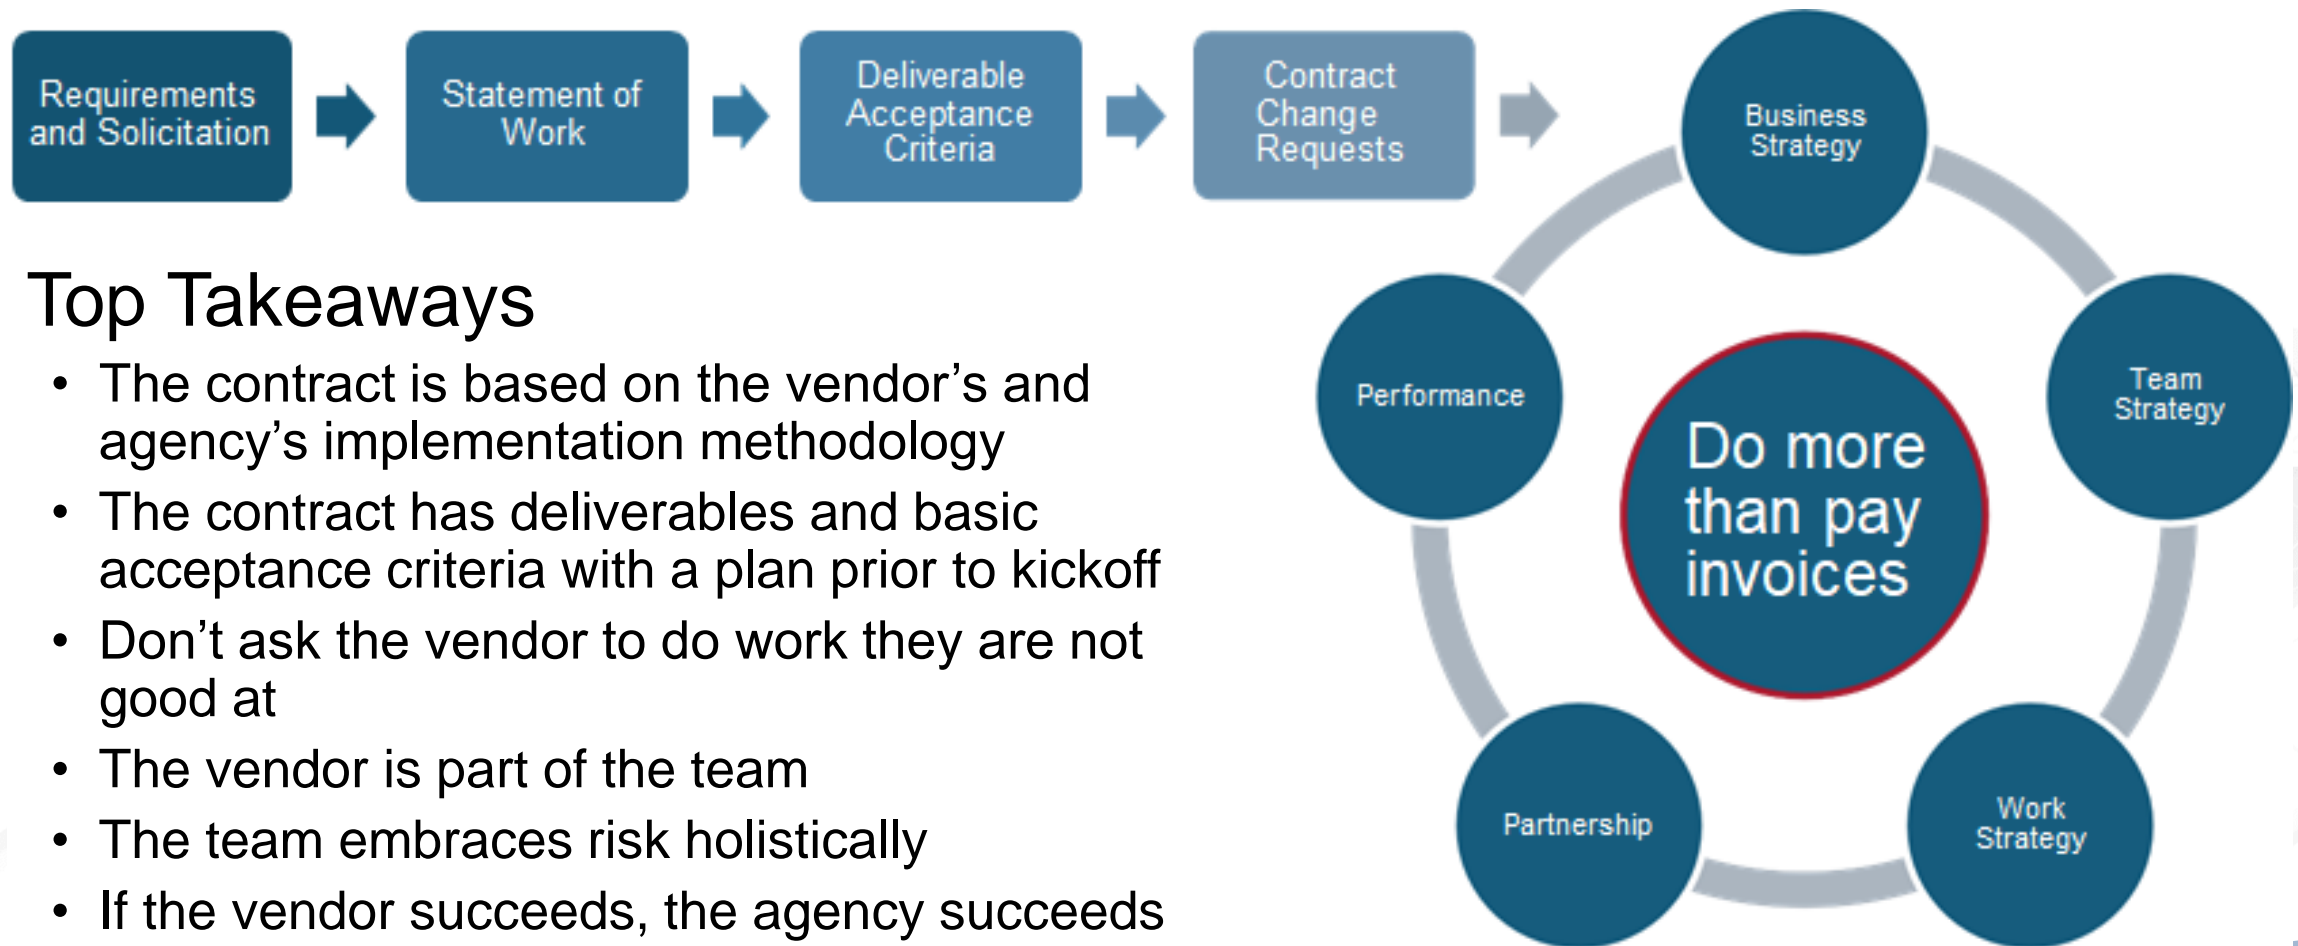 Requirements
and Solicitation
Statement of
Work
Deliverable
Acceptance
Criteria
Contract
Change
Requests
Top Takeaways
• The contract is based on the vendor’s and
agency’s implementation methodology
• The contract has deliverables and basic
acceptance criteria with a plan prior to kickoff
• Don’t ask the vendor to do work they are not
good at
• The vendor is part of the team
• The team embraces risk holistically
• If the vendor succeeds, the agency succeeds
Business
Strategy
Team
Strategy
Work
Strategy
Partnership
Performance
Do more
than pay
invoices